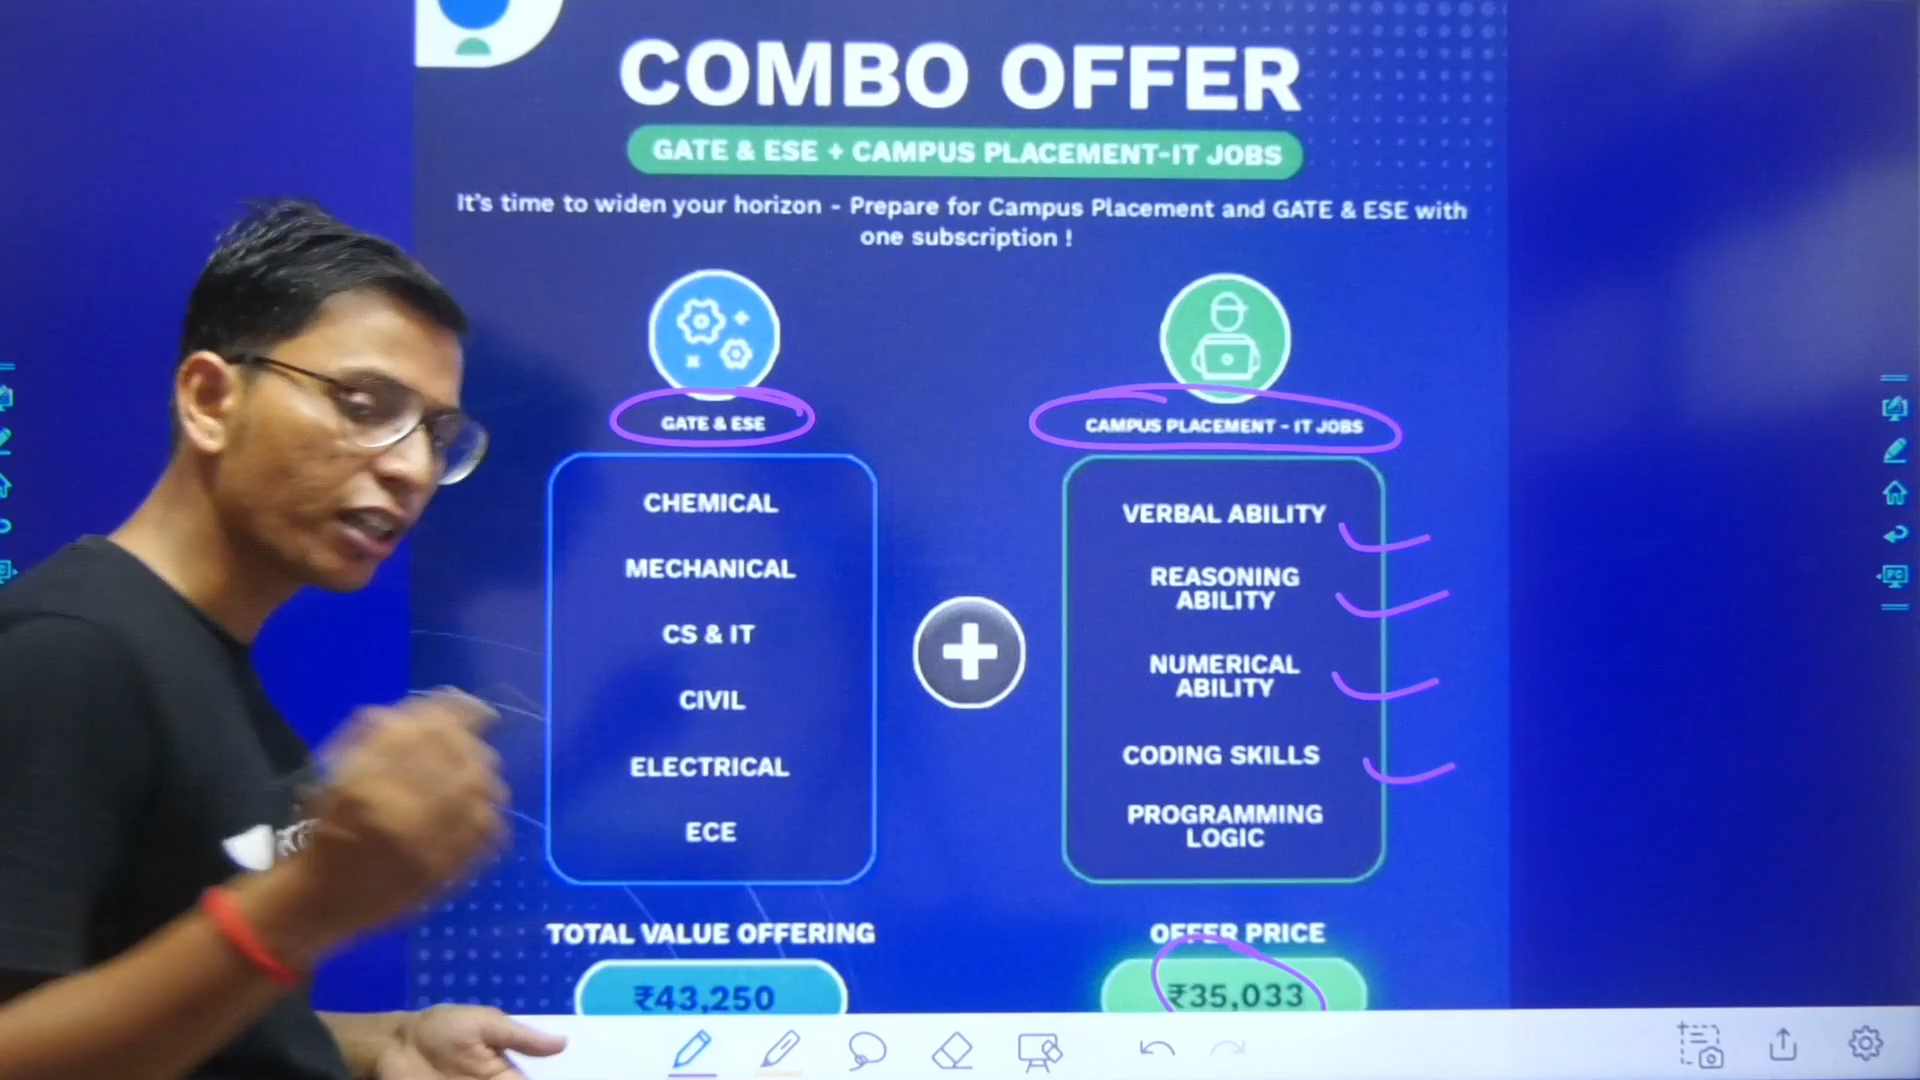 COMBO OFFER
GATE & ESE + CAMPUS PLACEMENT-IT JOBS
It's time to widen your horizon - Prepare for Campus Placement and GATE & ESE with
one subscription !
GATE & ESE
CHEMICAL
MECHANICAL
CS & IT
CIVIL
ELECTRICAL
ECE
CAMPUS PLACEMENT - IT JOBS
VERBAL ABILITY
REASONING
ABILITY
NUMERICAL
ABILITY
CODING SKILLS
PROGRAMMING
LOGIC
TOTAL VALUE OFFERING
₹43,250
OFFER PRICE
₹35,033
PC